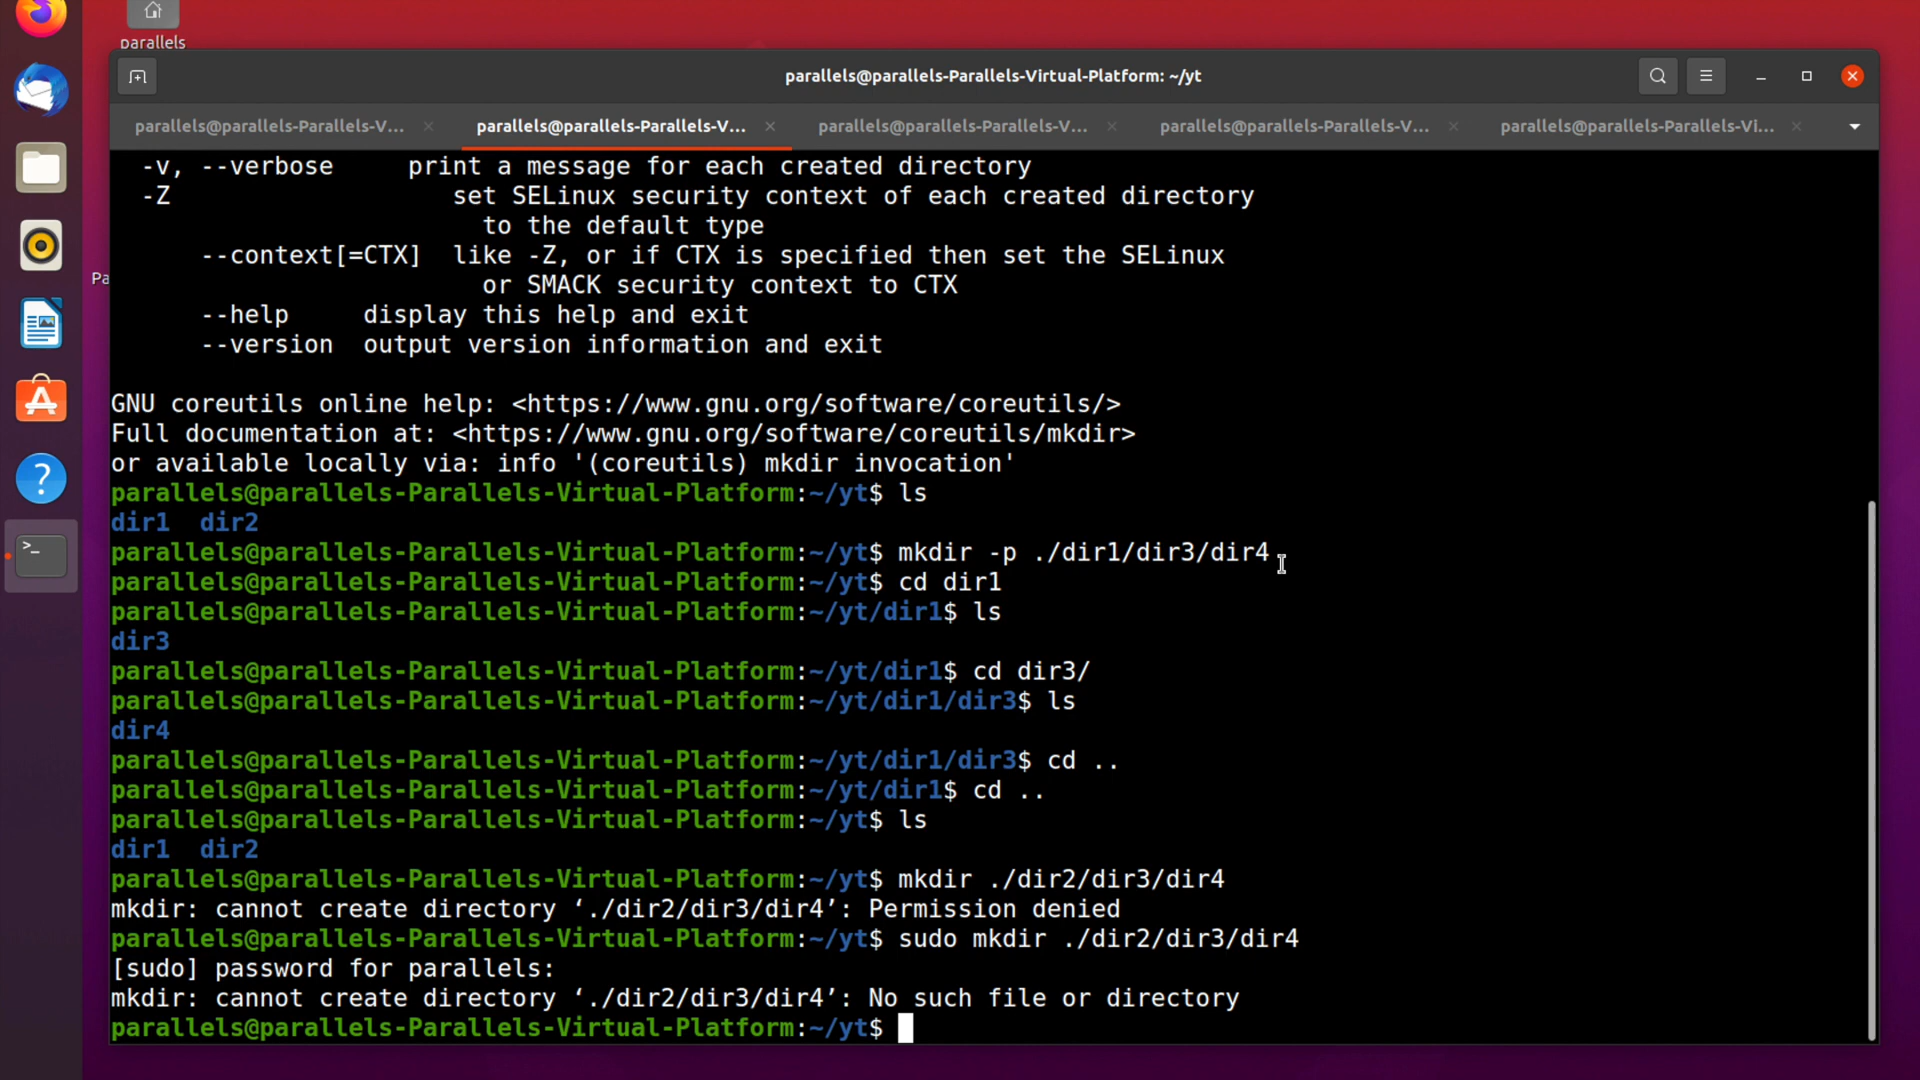 parallels
parallels@parallels-Parallels-Virtual-Platform: ~/yt
parallels@parallels-Parallels-V... parallels@parallels-Parallels-V... parallels@parallels-Parallels-V... parallels@parallels-Parallels-V... parallels@parallels-Parallels-Vi...
Pa
-v, --verbose     print a message for each created directory
-Z                   set SELinux security context of each created directory
to the default type
--context[=CTX]  like -Z, or if CTX is specified then set the SELinux
or SMACK security context to CTX
--help     display this help and exit
--version  output version information and exit
GNU coreutils online help: <https://www.gnu.org/software/coreutils/>
Full documentation at: <https://www.gnu.org/software/coreutils/mkdir>
or available locally via: info '(coreutils) mkdir invocation'
parallels@parallels-Parallels-Virtual-Platform:~/yt$ ls
dir1  dir2
parallels@parallels-Parallels-Virtual-Platform:~/yt$ mkdir -p ./dir1/dir3/dir4
parallels@parallels-Parallels-Virtual-Platform:~/yt$ cd dir1
parallels@parallels-Parallels-Virtual-Platform:~/yt/dir1$ ls
dir3
parallels@parallels-Parallels-Virtual-Platform:~/yt/dir1$ cd dir3/
parallels@parallels-Parallels-Virtual-Platform:~/yt/dir1/dir3$ ls
dir4
parallels@parallels-Parallels-Virtual-Platform:~/yt/dir1/dir3$ cd ..
parallels@parallels-Parallels-Virtual-Platform:~/yt/dir1$ cd ..
parallels@parallels-Parallels-Virtual-Platform:~/yt$ ls
dir1  dir2
parallels@parallels-Parallels-Virtual-Platform:~/yt$ mkdir ./dir2/dir3/dir4
mkdir: cannot create directory ‘./dir2/dir3/dir4’: Permission denied
parallels@parallels-Parallels-Virtual-Platform:~/yt$ sudo mkdir ./dir2/dir3/dir4
[sudo] password for parallels:
mkdir: cannot create directory ‘./dir2/dir3/dir4’: No such file or directory
parallels@parallels-Parallels-Virtual-Platform:~/yt$